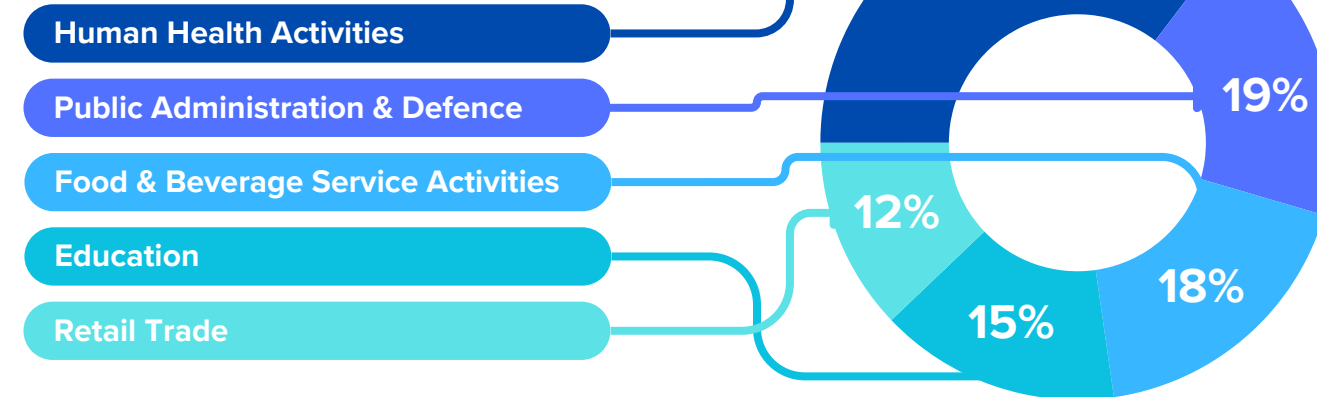 Human Health Activities
Public Administration & Defence
Food & Beverage Service Activities
Education
Retail Trade
19%
12%
18%
15%